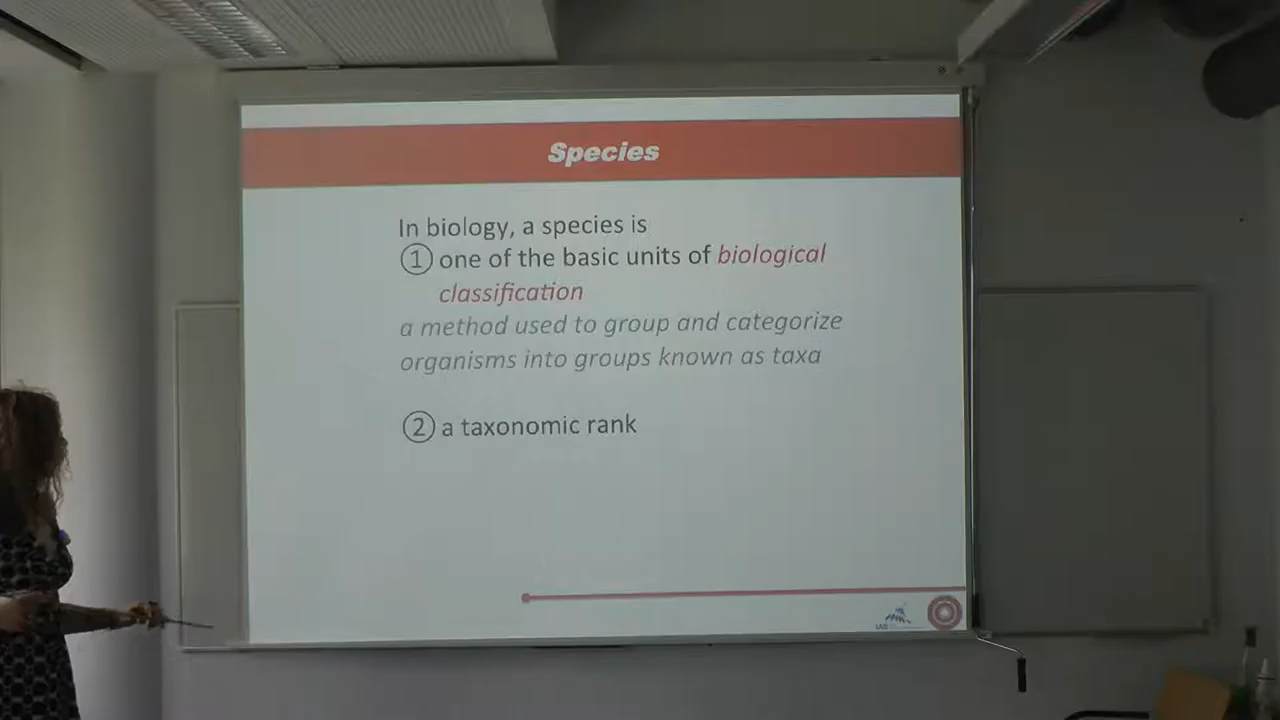 Species
In biology, a species is
① one of the basic units of biological
classification
a method used to group and categorize
organisms into groups known as taxa
② a taxonomic rank
LAB